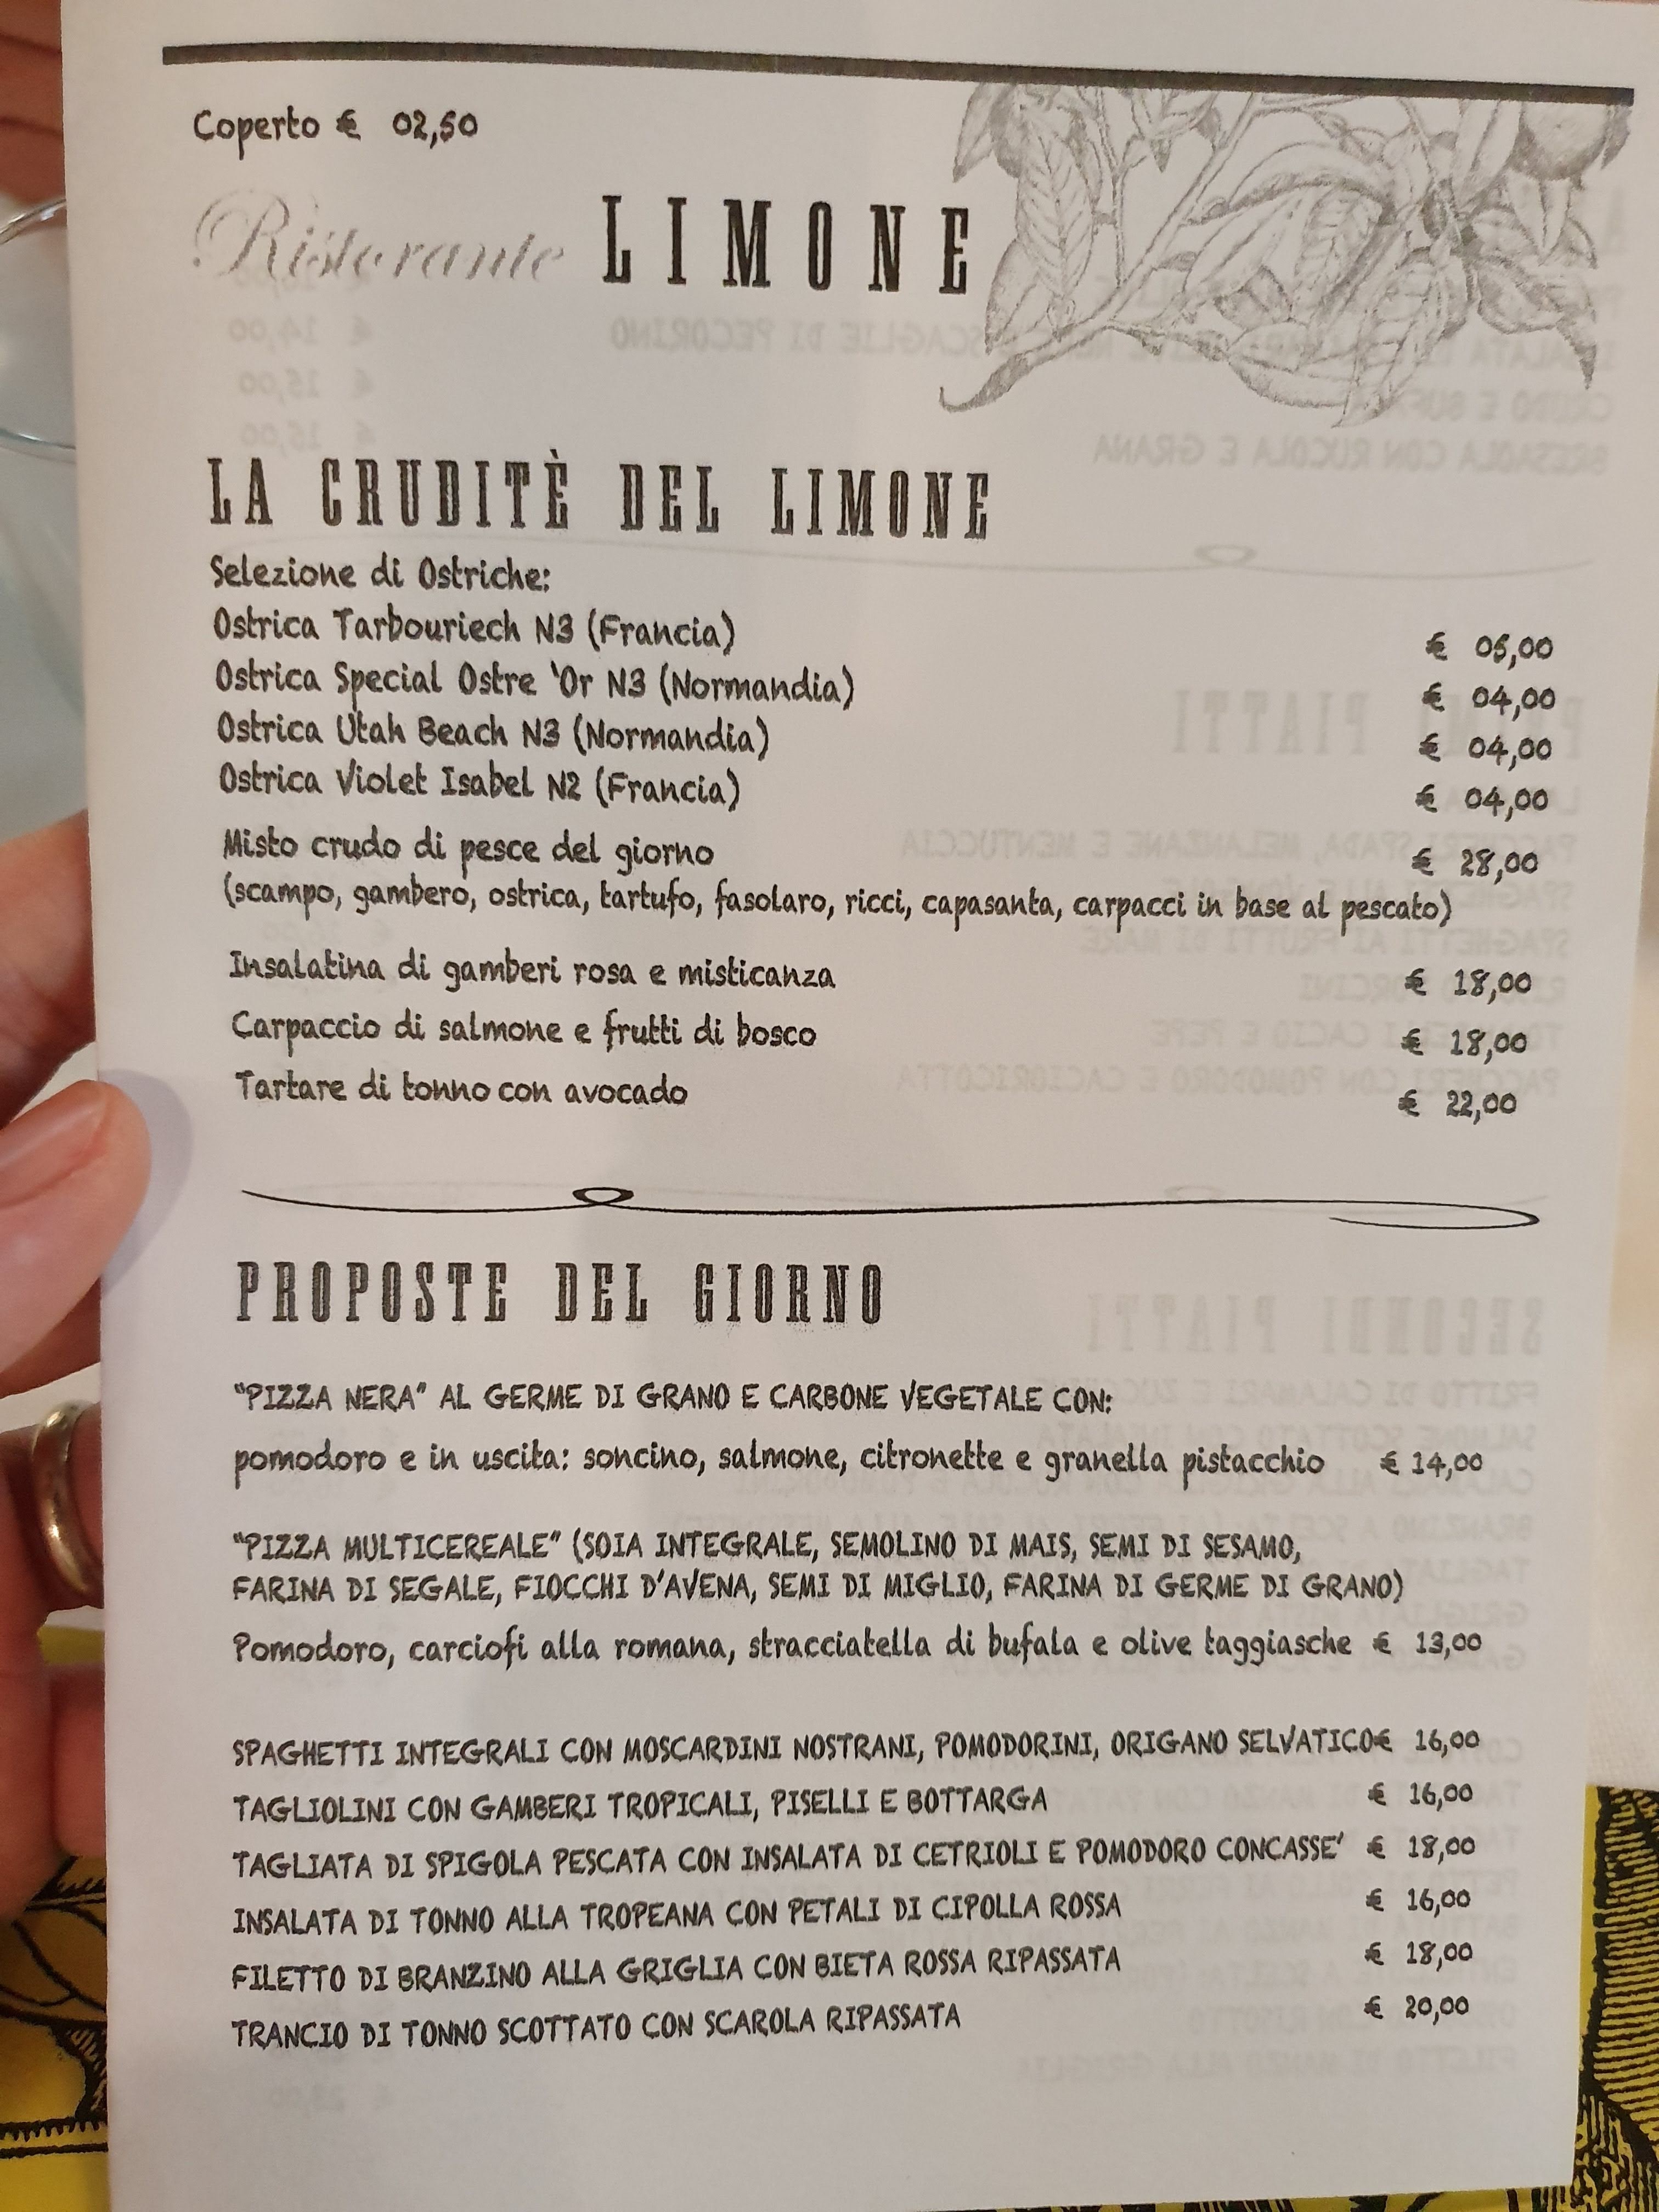 Coperto € 02,50
Ristorante LIMONE
LA CRUDITÈ DEL LIMONE
Selezione di Ostriche:
Ostrica Tarbouriech N3 (Francia) € 05,00
Ostrica Special Ostre 'Or N3 (Normandia) € 04,00
Ostrica Utah Beach N3 (Normandia) € 04,00
Ostrica Violet Isabel N2 (Francia) € 04,00
Misto crudo di pesce del giorno € 28,00
(scampo, gambero, ostrica, tartufo, fasolaro, ricci, capasanta, carpacci in base al pescato)
Insalatina di gamberi rosa e misticanza € 18,00
Carpaccio di salmone e frutti di bosco € 18,00
Tartare di tonno con avocado € 22,00
PROPOSTE DEL GIORNO
"PIZZA NERA" AL GERME DI GRANO E CARBONE VEGETALE CON:
pomodoro e in uscita: soncino, salmone, citronette e granella pistacchio € 14,00
"PIZZA MULTICEREALE" (SOIA INTEGRALE, SEMOLINO DI MAIS, SEMI DI SESAMO,
FARINA DI SEGALE, FIOCCHI D'AVENA, SEMI DI MIGLIO, FARINA DI GERME DI GRANO)
Pomodoro, carciofi alla romana, stracciatella di bufala e olive taggiasche € 13,00
SPAGHETTI INTEGRALI CON MOSCARDINI NOSTRANI, POMODORINI, ORIGANO SELVATICO€ 16,00
TAGLIOLINI CON GAMBERI TROPICALI, PISELLI E BOTTARGA € 16,00
TAGLIATA DI SPIGOLA PESCATA CON INSALATA DI CETRIOLI E POMODORO CONCASSE' € 18,00
INSALATA DI TONNO ALLA TROPEANA CON PETALI DI CIPOLLA ROSSA € 16,00
FILETTO DI BRANZINO ALLA GRIGLIA CON BIETA ROSSA RIPASSATA € 18,00
TRANCIO DI TONNO SCOTTATO CON SCAROLA RIPASSATA € 20,00